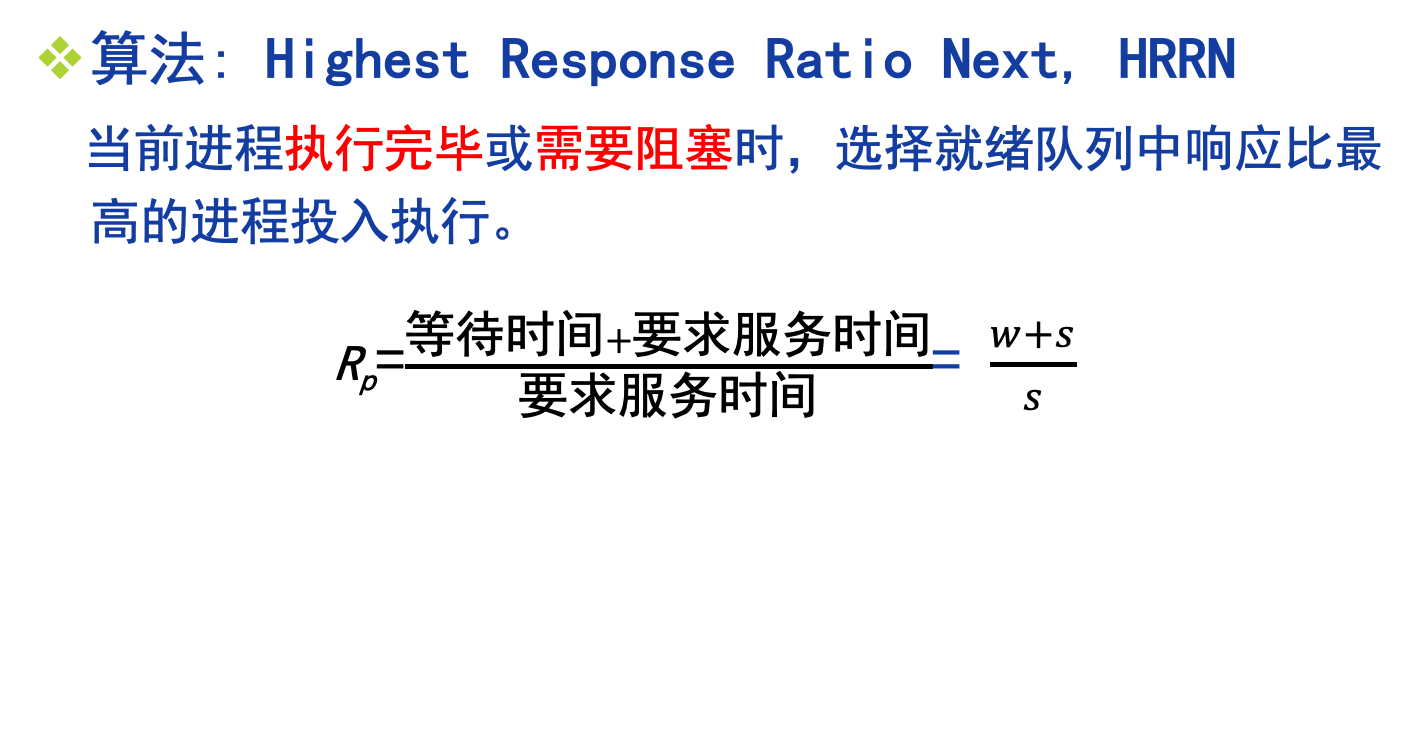 算法: Highest Response Ratio Next, HRRN
当前进程执行完毕或需要阻塞时，选择就绪队列中响应比最
高的进程投入执行。
Rp=等待时间+要求服务时间/要求服务时间= w+s/s